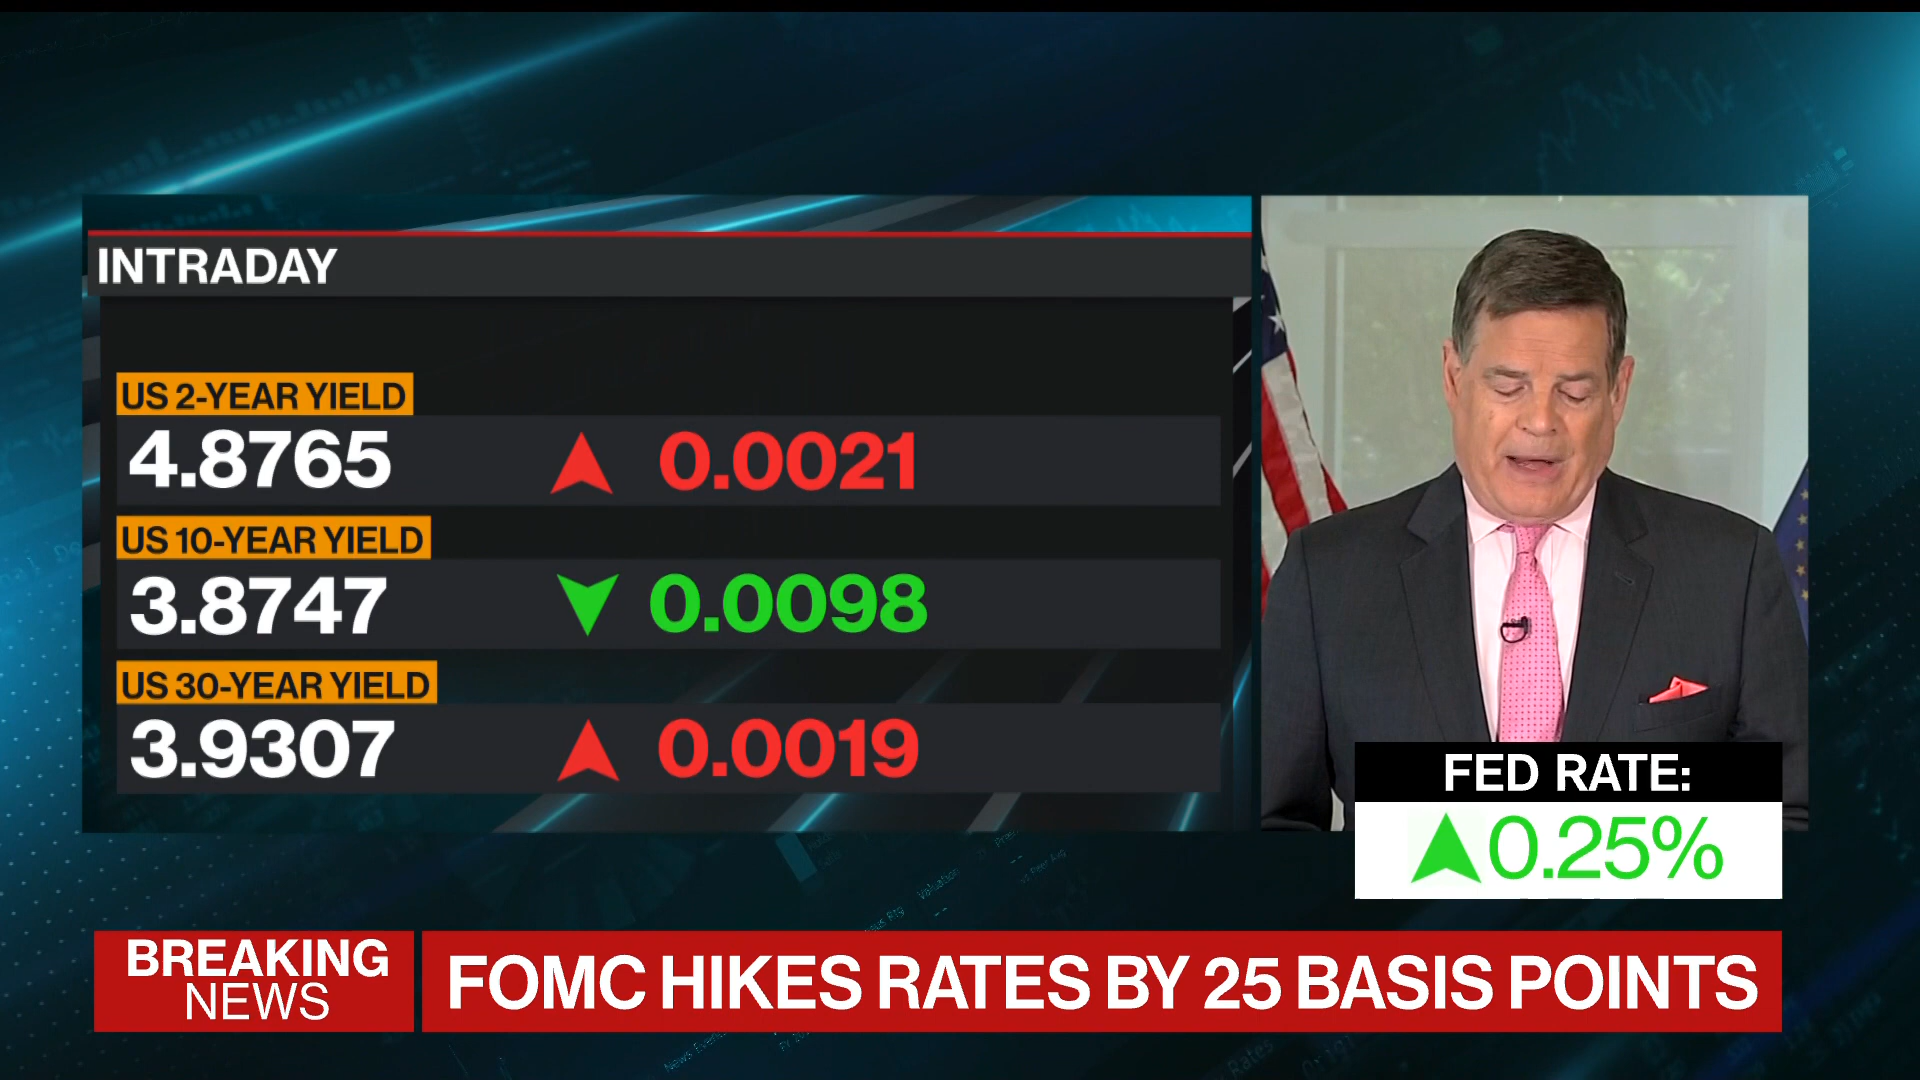 INTRADAY
US 2-YEAR YIELD
4.8765 ▲ 0.0021
US 10-YEAR YIELD
3.8747 ▼ 0.0098
US 30-YEAR YIELD
3.9307 ▲ 0.0019
FED RATE:
▲0.25%
BREAKING
NEWS
FOMC HIKES RATES BY 25 BASIS POINTS
Valuation
Rates